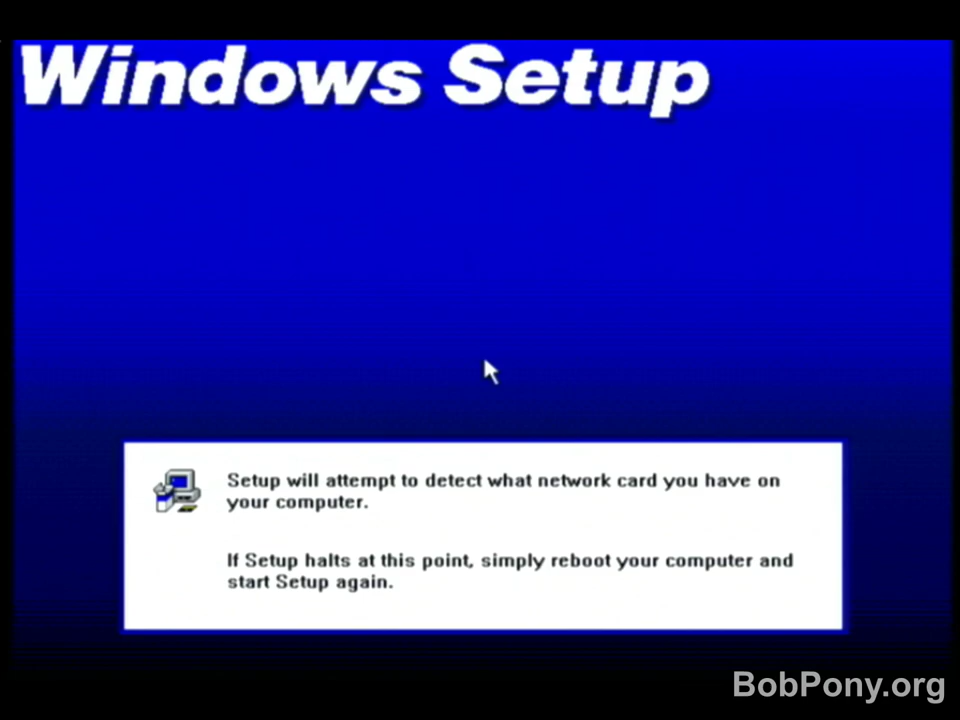 Windows Setup
Setup will attempt to detect what network card you have on
your computer.
If Setup halts at this point, simply reboot your computer and
start Setup again.
BobPony.org